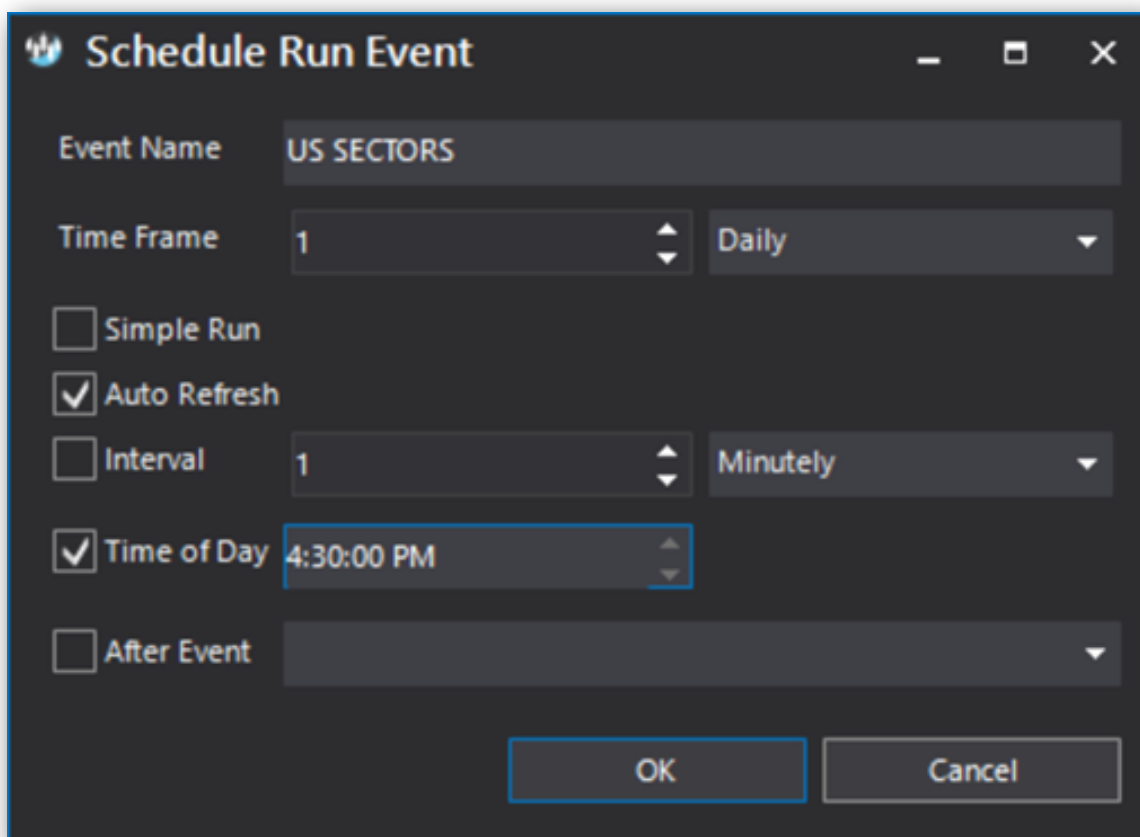 Schedule Run Event
Event Name US SECTORS
Time Frame 1 Daily
Simple Run
Auto Refresh
Interval 1 Minutely
Time of Day 4:30:00 PM
After Event
OK Cancel